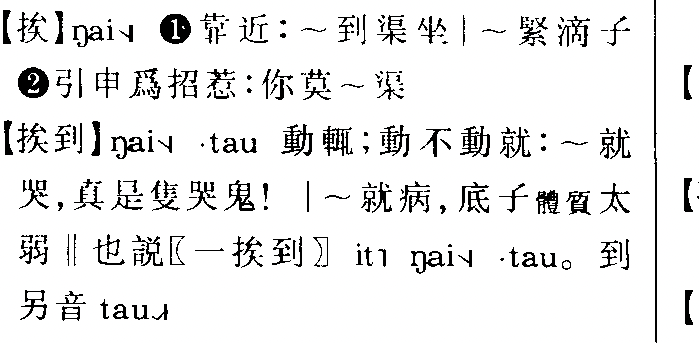 【挨】ŋai˧˩ ❶靠近：～到渠坐｜～緊滴子
❷引申爲招惹：你莫～渠
【挨到】ŋai˧˩ ·tau 動輒；動不動就：～就
哭，真是隻哭鬼！｜～就病，底子體質太
弱‖也説〖一挨到〗 it˥ ŋai˧˩ ·tau。到
另音 tau